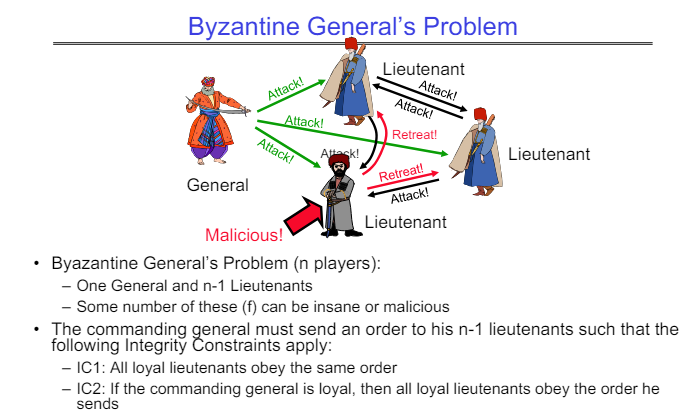 Byzantine General's Problem
Lieutenant
Attack!
Attack!
Attack!
Attack!
Retreat!
Attack!
Attack!
Lieutenant
Retreat!
Attack!
General
Lieutenant
Malicious!
• Byazantine General's Problem (n players):
– One General and n-1 Lieutenants
– Some number of these (f) can be insane or malicious
• The commanding general must send an order to his n-1 lieutenants such that the
following Integrity Constraints apply:
– IC1: All loyal lieutenants obey the same order
– IC2: If the commanding general is loyal, then all loyal lieutenants obey the order he
sends